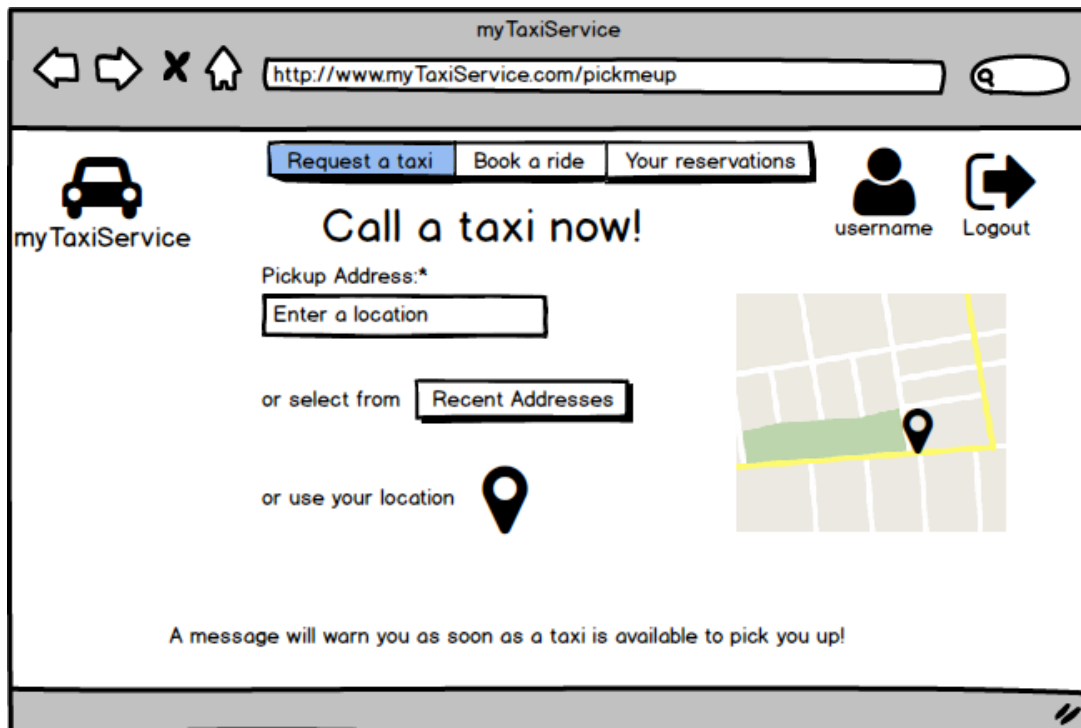 myTaxiService
http://www.myTaxiService.com/pickmeup
Request a taxi Book a ride Your reservations
myTaxiService
username
Logout
Call a taxi now!
Pickup Address:*
Enter a location
or select from Recent Addresses
or use your location
A message will warn you as soon as a taxi is available to pick you up!